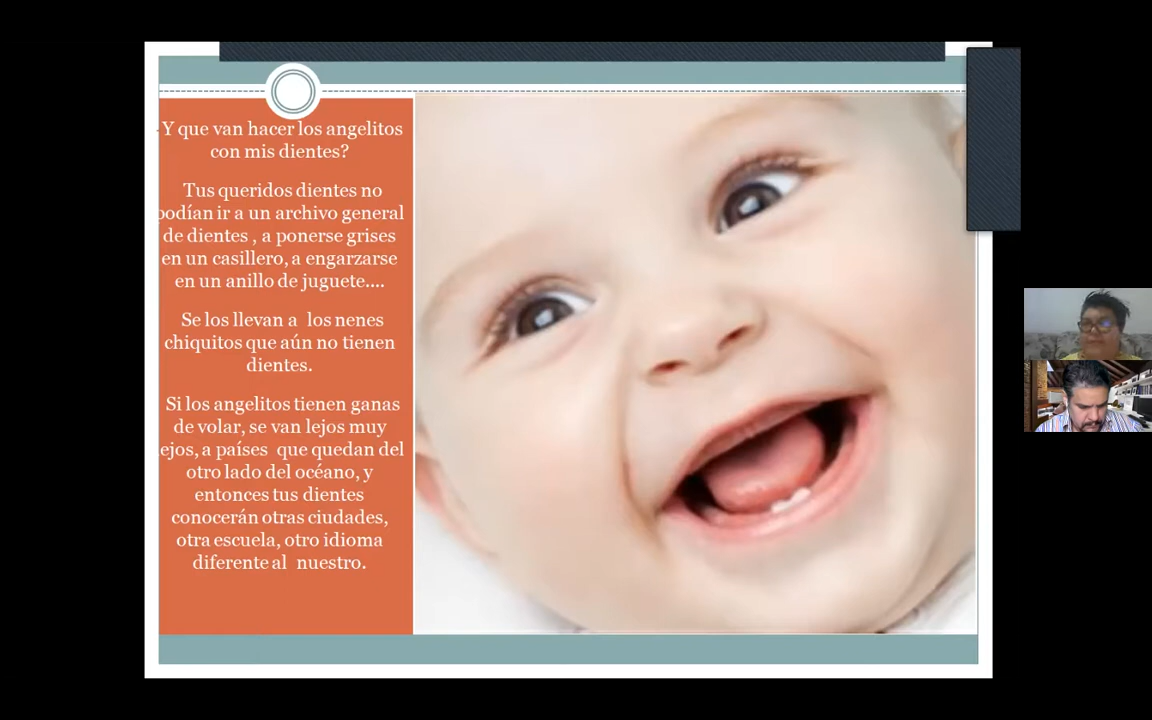 Y que van hacer los angelitos
con mis dientes?
Tus queridos dientes no
podían ir a un archivo general
de dientes , a ponerse grises
en un casillero, a engarzarse
en un anillo de juguete....
Se los llevan a los nenes
chiquitos que aún no tienen
dientes.
Si los angelitos tienen ganas
de volar, se van lejos muy
lejos, a países que quedan del
otro lado del océano, y
entonces tus dientes
conocerán otras ciudades,
otra escuela, otro idioma
diferente al nuestro.